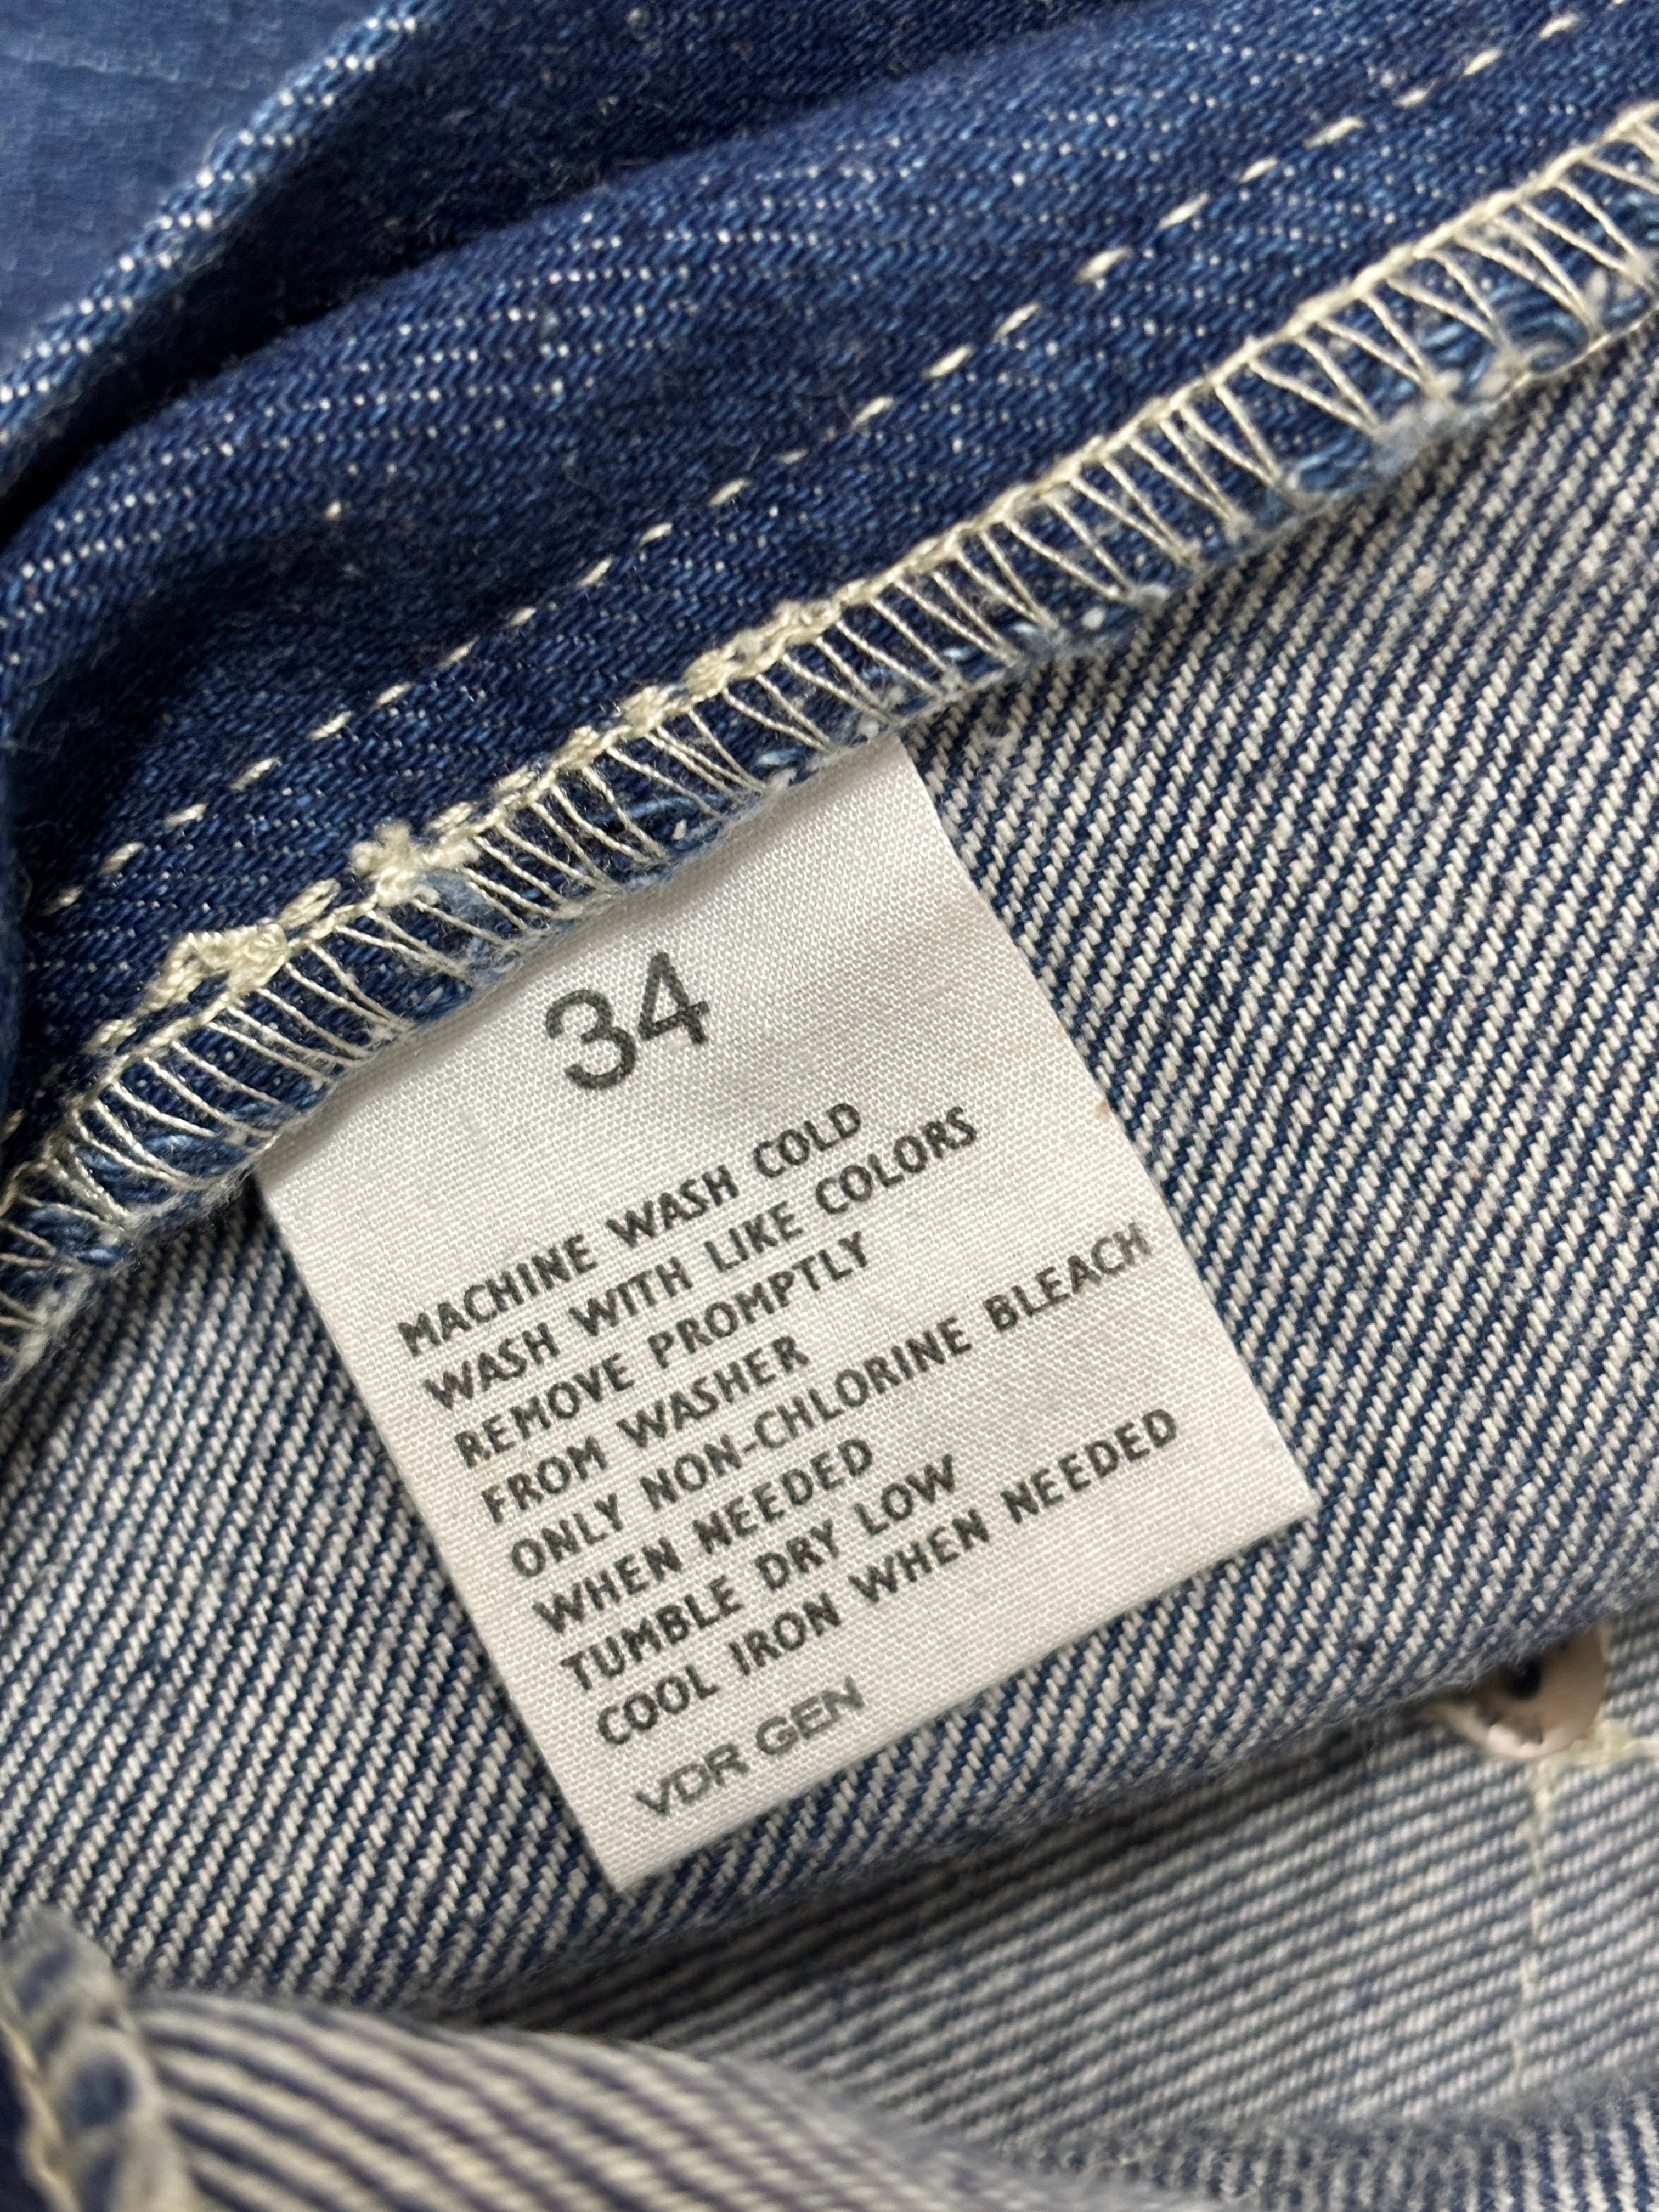 34
MACHINE WASH COLD
WASH WITH LIKE COLORS
REMOVE PROMPTLY
FROM WASHER
ONLY NON-CHLORINE BLEACH
WHEN NEEDED
TUMBLE DRY LOW
COOL IRON WHEN NEEDED
VDR GEN